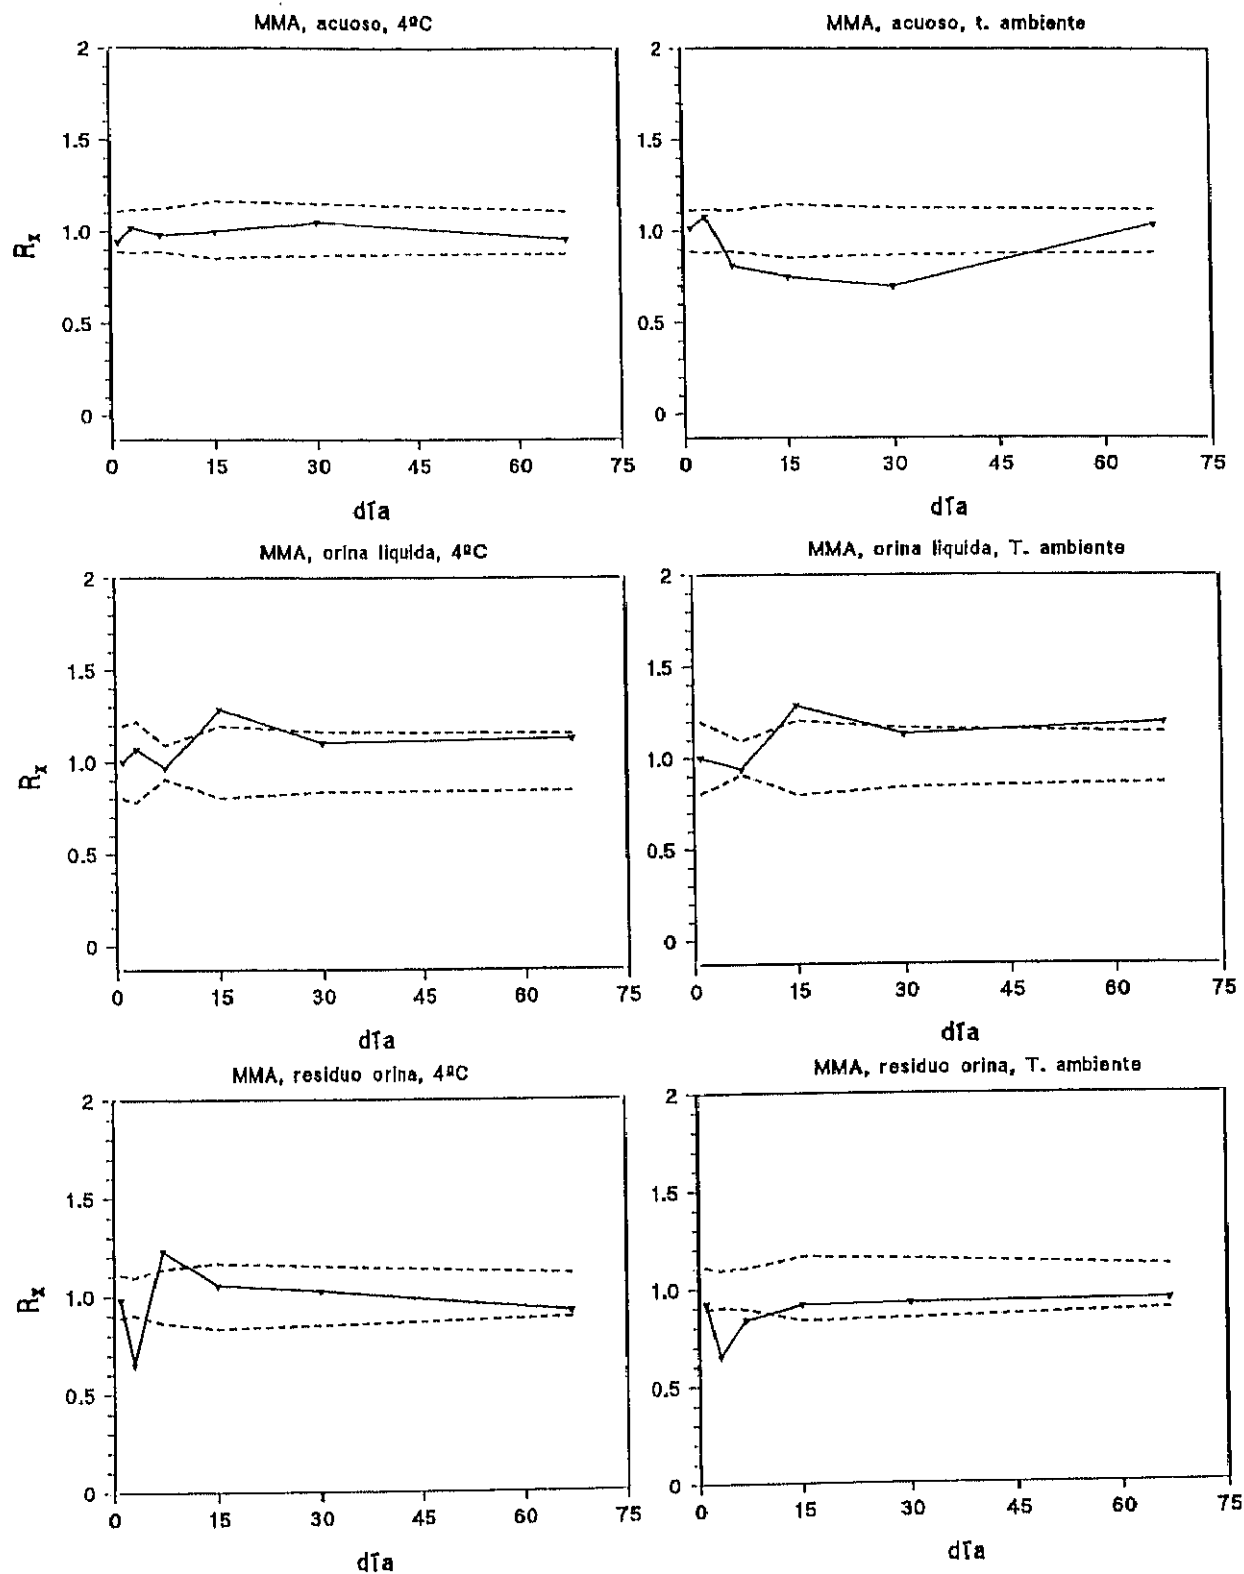 MMA, acuoso, 4ºC
2
1.5
1.0
0.5
0
Rx
0 15 30 45 60 75
día
MMA, acuoso, t. ambiente
2
1.5
1.0
0.5
0
0 15 30 45 60 75
día
MMA, orina liquida, 4ºC
2
1.5
1.0
0.5
0
Rx
0 15 30 45 60 75
día
MMA, orina liquida, T. ambiente
2
1.5
1.0
0.5
0
0 15 30 45 60 75
día
MMA, residuo orina, 4ºC
2
1.5
1.0
0.5
0
Rx
0 15 30 45 60 75
día
MMA, residuo orina, T. ambiente
2
1.5
1.0
0.5
0
0 15 30 45 60 75
día